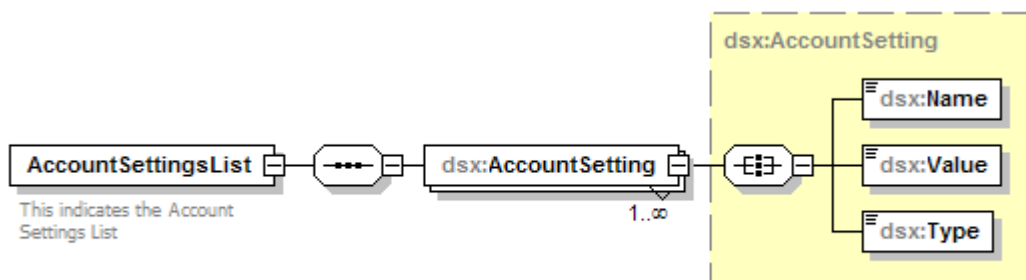 dsx:AccountSetting
dsx:Name
AccountSettingsList
dsx:AccountSetting
dsx:Value
This indicates the Account
Settings List
1..∞
dsx:Type